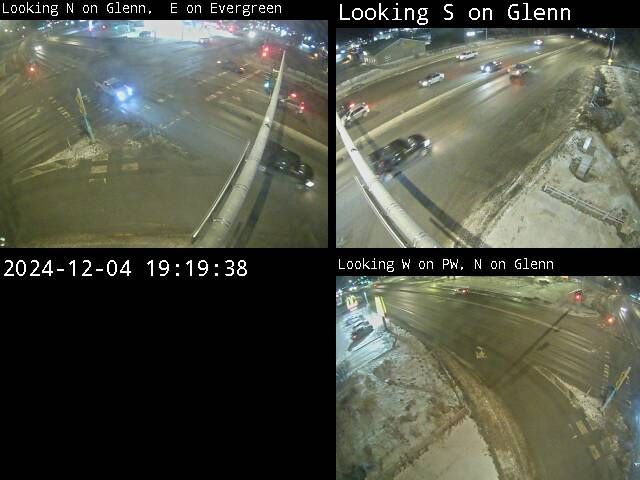 Looking N on Glenn,  E on Evergreen
Looking S on Glenn
2024-12-04 19:19:38
Looking W on PW, N on Glenn